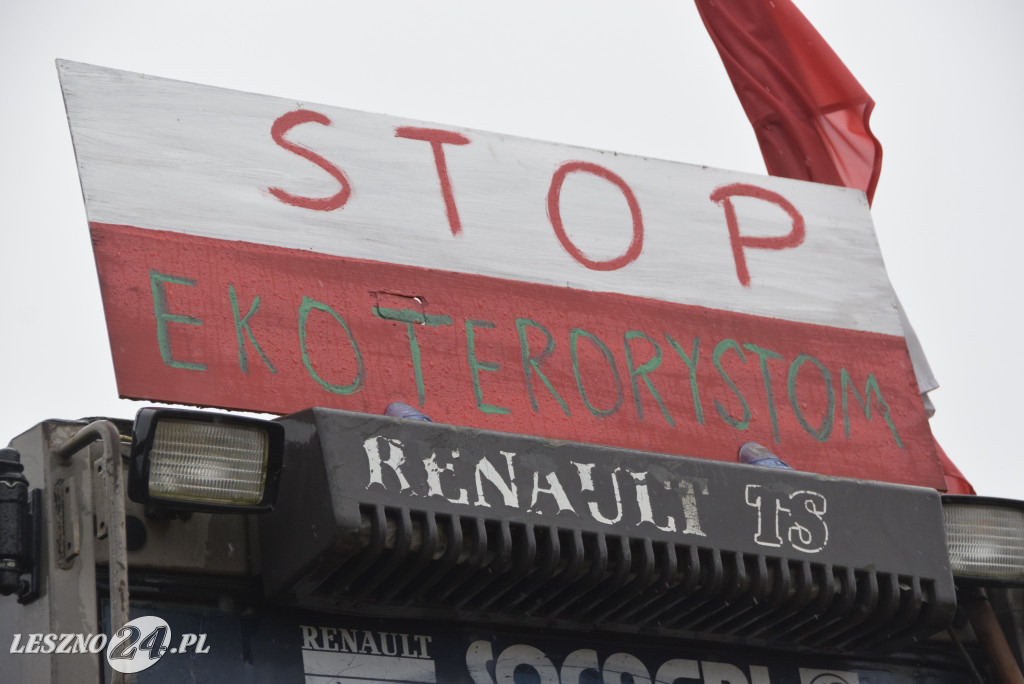 STOP
EKOTERORYSTOM
RENAULT TS
RENAULT
LESZNO24.PL